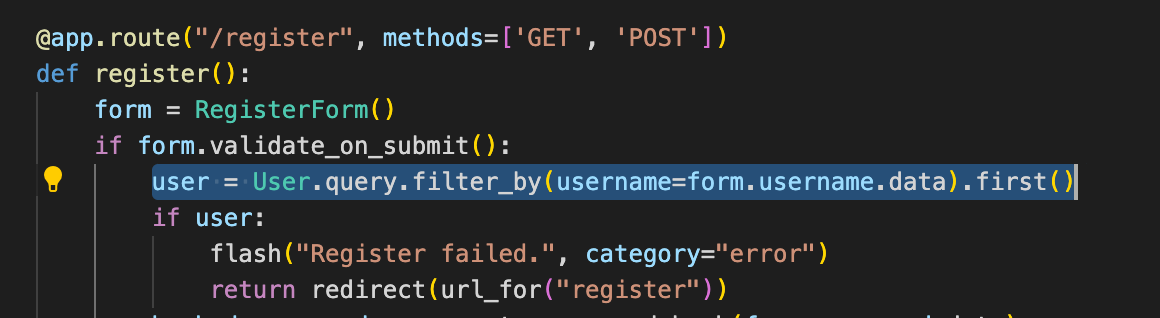 @app.route("/register", methods=['GET', 'POST'])
def register():
    form = RegisterForm()
    if form.validate_on_submit():
        user = User.query.filter_by(username=form.username.data).first()
        if user:
            flash("Register failed.", category="error")
            return redirect(url_for("register"))